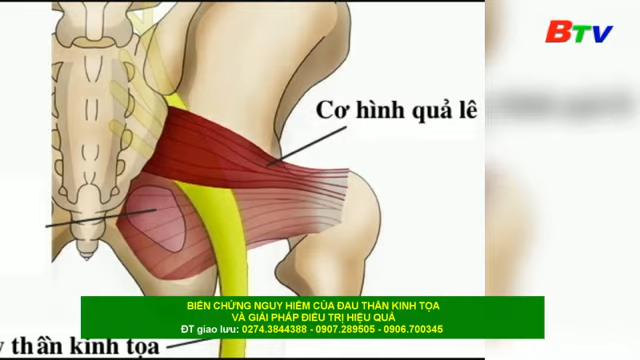 BTV
Cơ hình quả lê
BIẾN CHỨNG NGUY HIỂM CỦA ĐAU THẦN KINH TỌA
VÀ GIẢI PHÁP ĐIỀU TRỊ HIỆU QUẢ
ĐT giao lưu: 0274.3844388 - 0907.289505 - 0906.700345
y thần kinh tọa